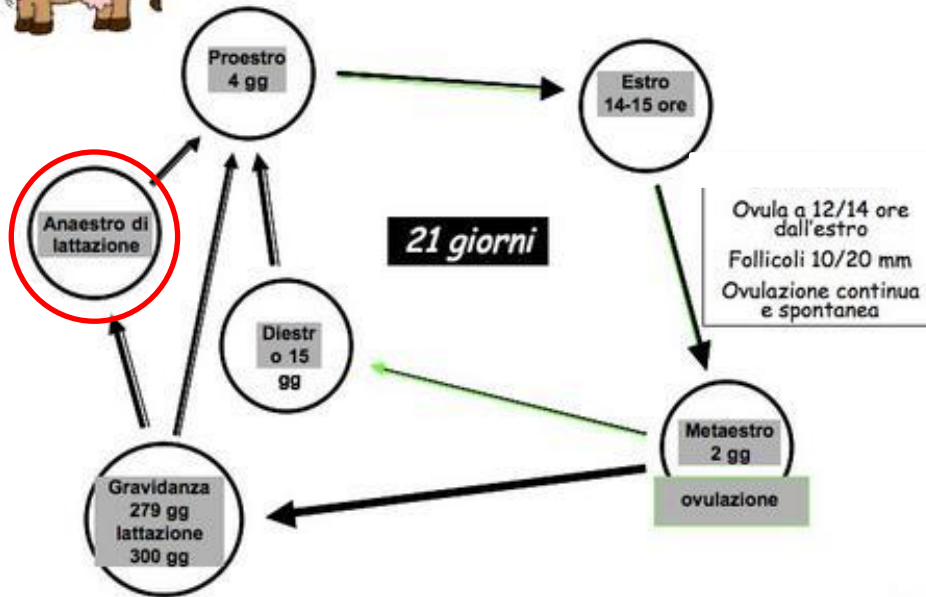 Proestro
4 gg
Estro
14-15 ore
Anaestro di
lattazione
21 giorni
Ovula a 12/14 ore
dall'estro
Follicoli 10/20 mm
Ovulazione continua
e spontanea
Diestr
o 15
gg
Metaestro
2 gg
ovulazione
Gravidanza
279 gg
lattazione
300 gg